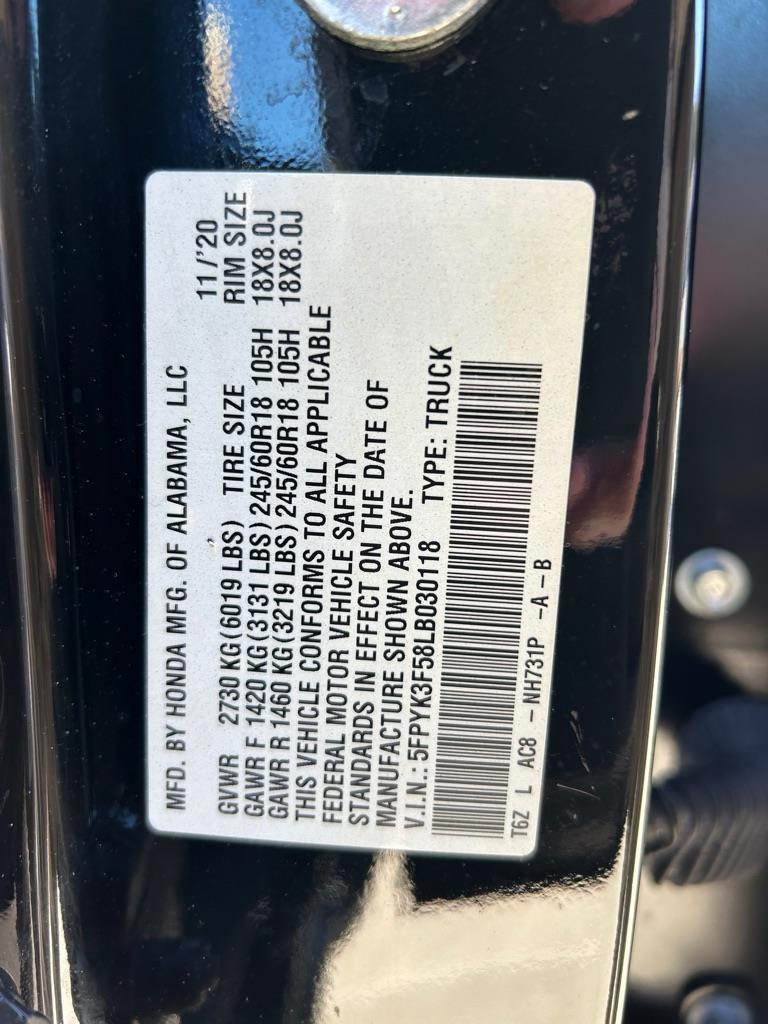 MFD. BY HONDA MFG. OF ALABAMA, LLC
11/'20
GVWR 2730 KG(6019 LBS) TIRE SIZE RIM SIZE
GAWR F 1420 KG(3131 LBS)245/60R18 105H 18X8.0J
GAWR R 1460 KG(3219 LBS)245/60R18 105H 18X8.0J
THIS VEHICLE CONFORMS TO ALL APPLICABLE
FEDERAL MOTOR VEHICLE SAFETY
STANDARDS IN EFFECT ON THE DATE OF
MANUFACTURE SHOWN ABOVE.
V.I.N.: 5FPYK3F58LB030118 TYPE: TRUCK
T6Z L AC8 - NH731P -A-B